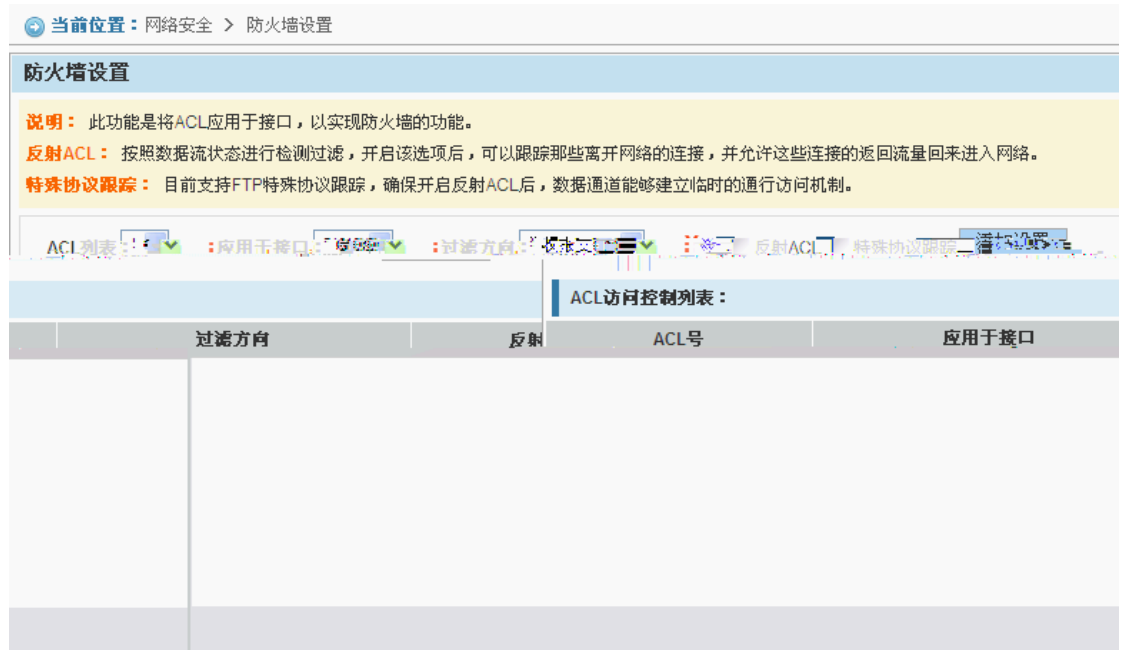 当前位置：网络安全 > 防火墙设置
防火墙设置
说明： 此功能是将ACL应用于接口，以实现防火墙的功能。
反射ACL： 按照数据流状态进行检测过滤，开启该选项后，可以跟踪那些离开网络的连接，并允许这些连接的返回流量回来进入网络。
特殊协议跟踪： 目前支持FTP特殊协议跟踪，确保开启反射ACL后，数据通道能够建立临时的通行访问机制。
ACL列表： 应用于接口： 过滤方向： 反射ACL 特殊协议跟踪
ACL访问控制列表：
过滤方向 反射 ACL号 应用于接口